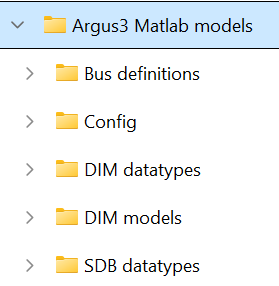 Argus3 Matlab models
Bus definitions
Config
DIM datatypes
DIM models
SDB datatypes